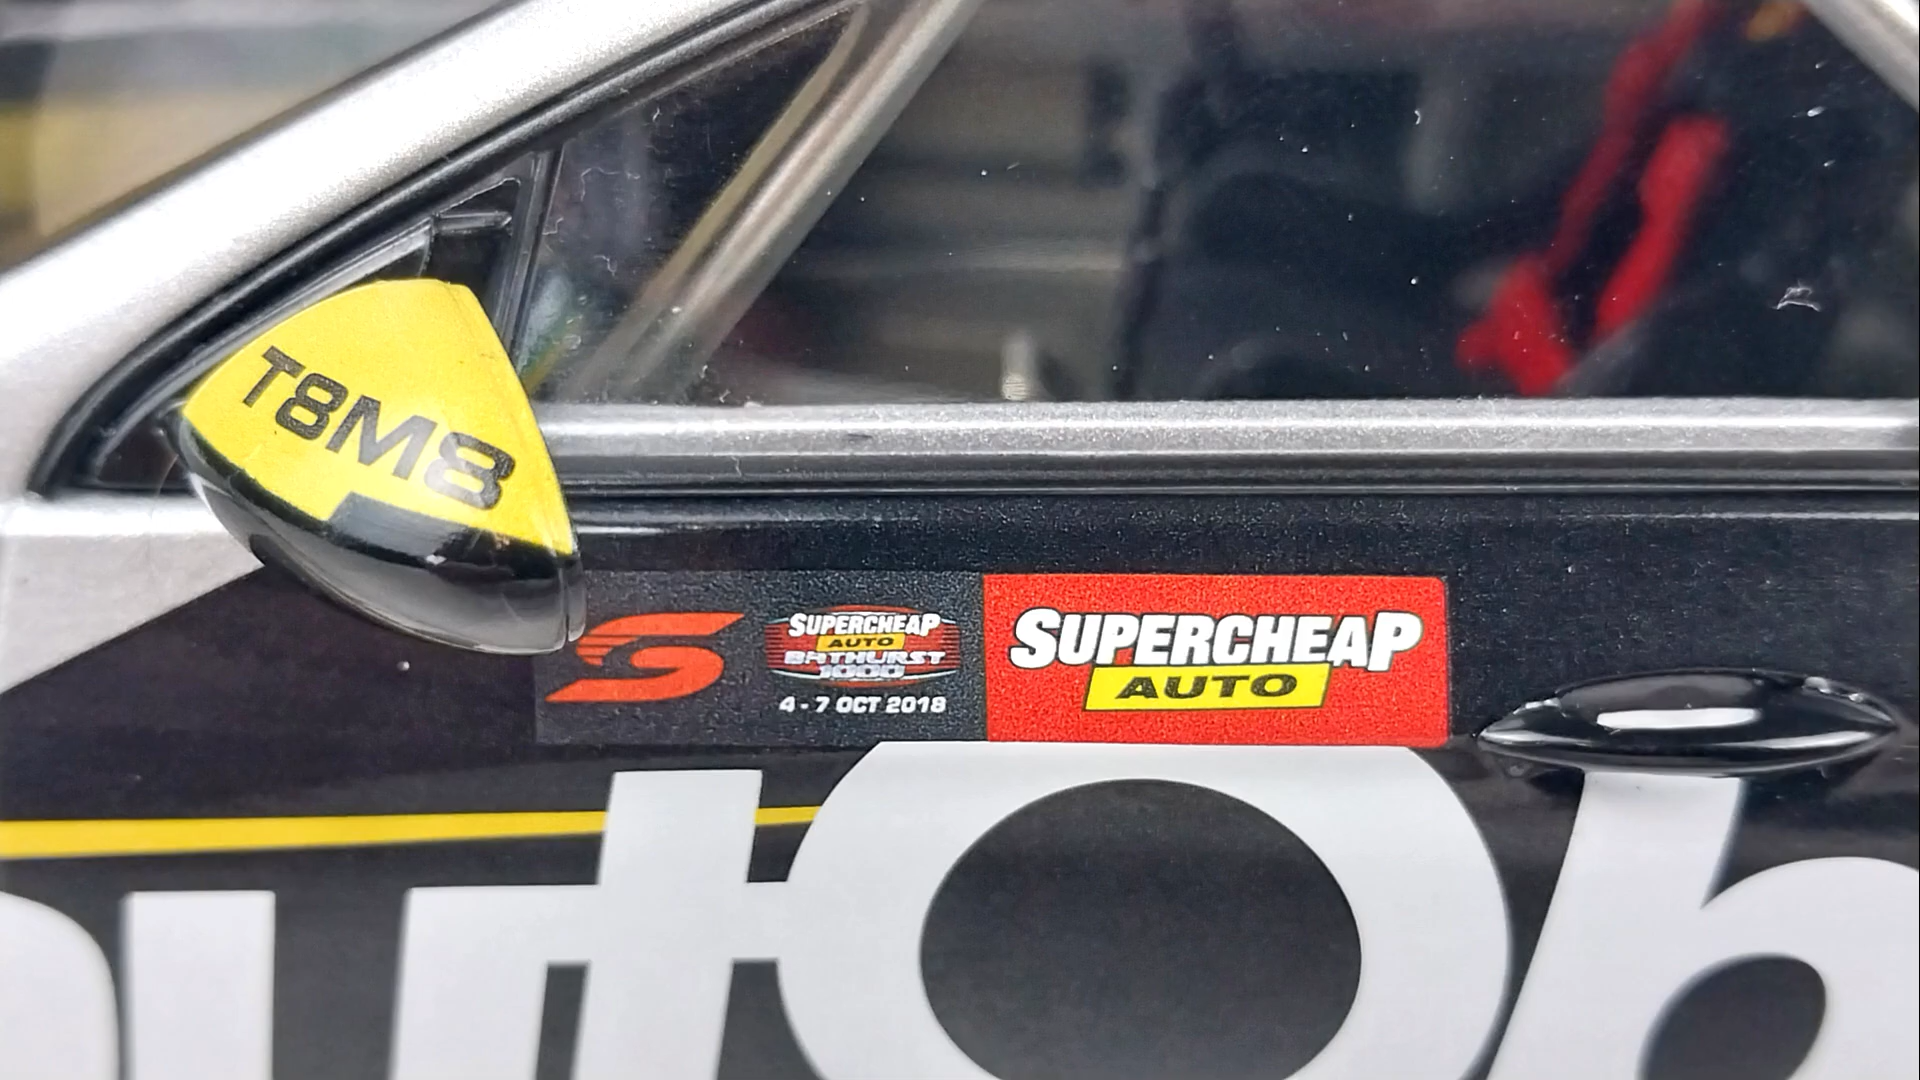 T8M8
SUPERCHEAP
AUTO
BATHURST
1000
4 - 7 OCT 2018
SUPERCHEAP
AUTO
utob